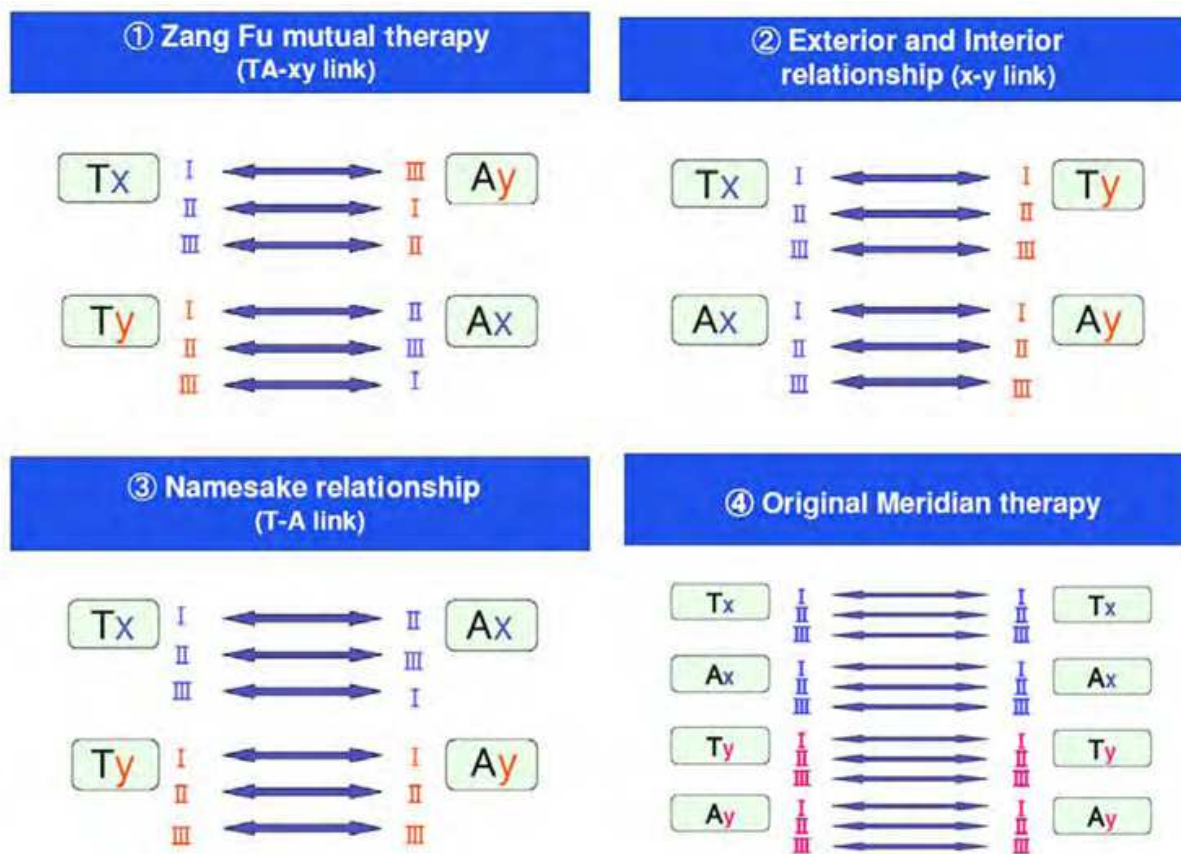 ① Zang Fu mutual therapy
(TA-xy link)
Tx I III Ay
II I
III II
Ty I II Ax
II III
III I
② Exterior and Interior
relationship (x-y link)
Tx I I Ty
II II
III III
Ax I I Ay
II II
III III
③ Namesake relationship
(T-A link)
Tx I II Ax
II III
III I
Ty I I Ay
II II
III III
④ Original Meridian therapy
Tx I I Tx
II II
III III
Ax I I Ax
II II
III III
Ty I I Ty
II II
III III
Ay I I Ay
II II
III III